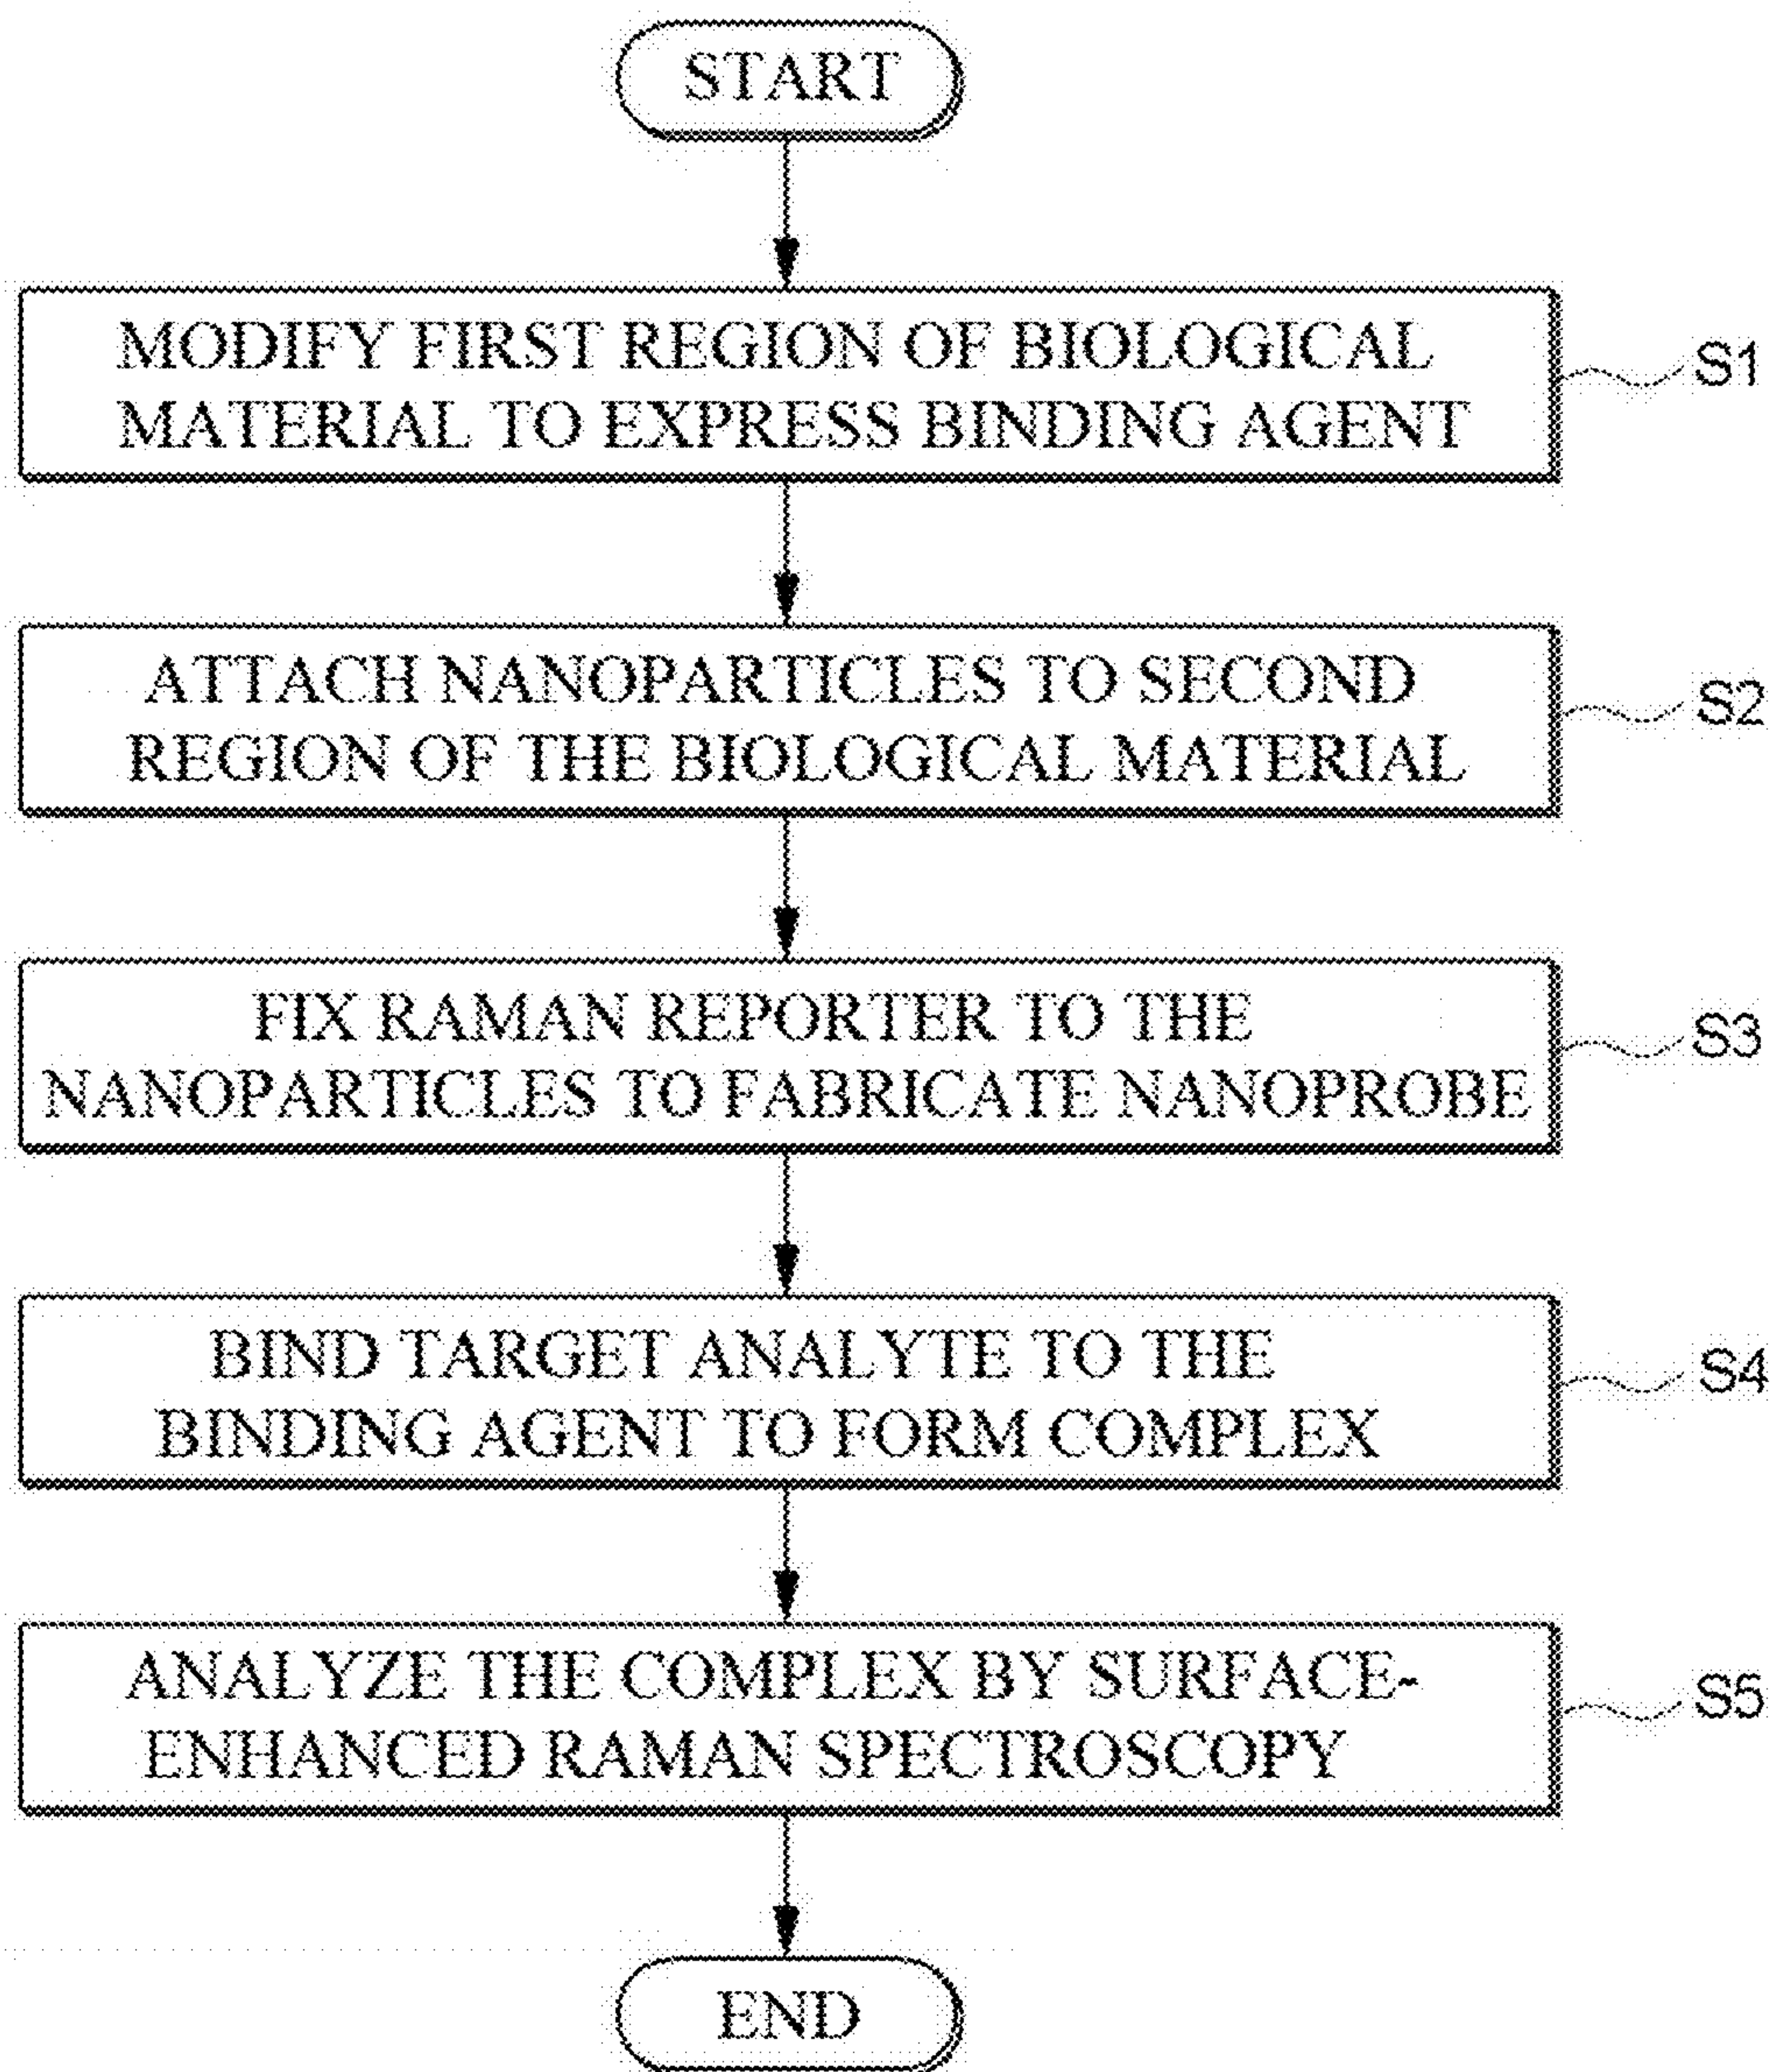 START
MODIFY FIRST REGION OF BIOLOGICAL
MATERIAL TO EXPRESS BINDING AGENT
S1
ATTACH NANOPARTICLES TO SECOND
REGION OF THE BIOLOGICAL MATERIAL
S2
FIX RAMAN REPORTER TO THE
NANOPARTICLES TO FABRICATE NANOPROBE
S3
BIND TARGET ANALYTE TO THE
BINDING AGENT TO FORM COMPLEX
S4
ANALYZE THE COMPLEX BY SURFACE-
ENHANCED RAMAN SPECTROSCOPY
S5
END